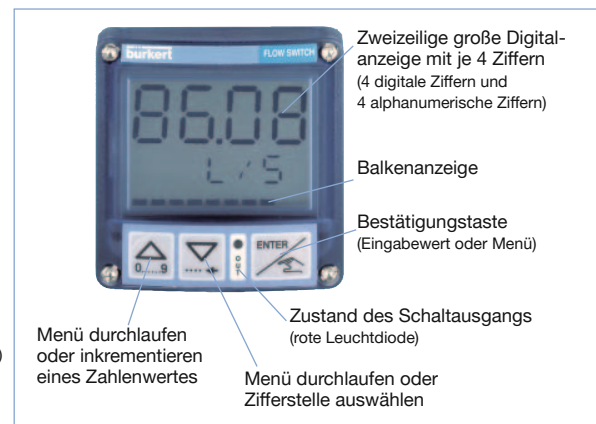 burkert
FLOW SWITCH
86.08
L/S
0.....9
OUT
ENTER
Zweizeilige große Digital-
anzeige mit je 4 Ziffern
(4 digitale Ziffern und
4 alphanumerische Ziffern)
Balkenanzeige
Bestätigungstaste
(Eingabewert oder Menü)
Zustand des Schaltausgangs
(rote Leuchtdiode)
Menü durchlaufen oder
Zifferstelle auswählen
Menü durchlaufen
oder inkrementieren
eines Zahlenwertes
)